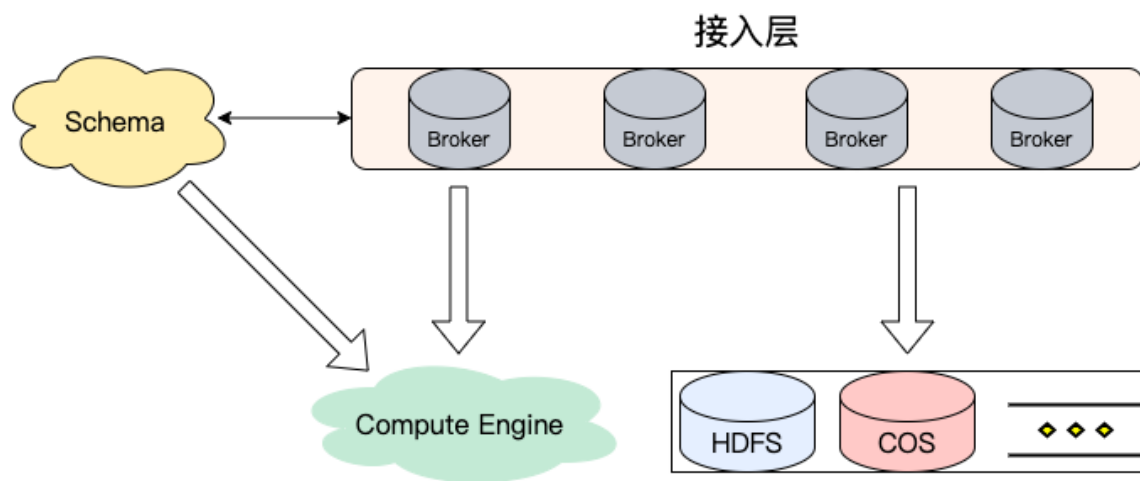 接入层
Schema
Broker
Broker
Broker
Broker
Compute Engine
HDFS
COS